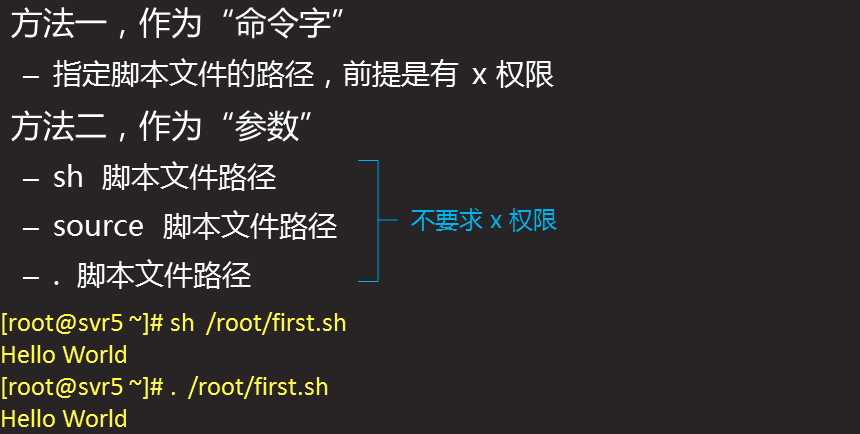 方法一，作为“命令字”
– 指定脚本文件的路径，前提是有 x 权限
方法二，作为“参数”
– sh 脚本文件路径
– source 脚本文件路径
不要求 x 权限
– . 脚本文件路径
[root@svr5 ~]# sh /root/first.sh
Hello World
[root@svr5 ~]# . /root/first.sh
Hello World